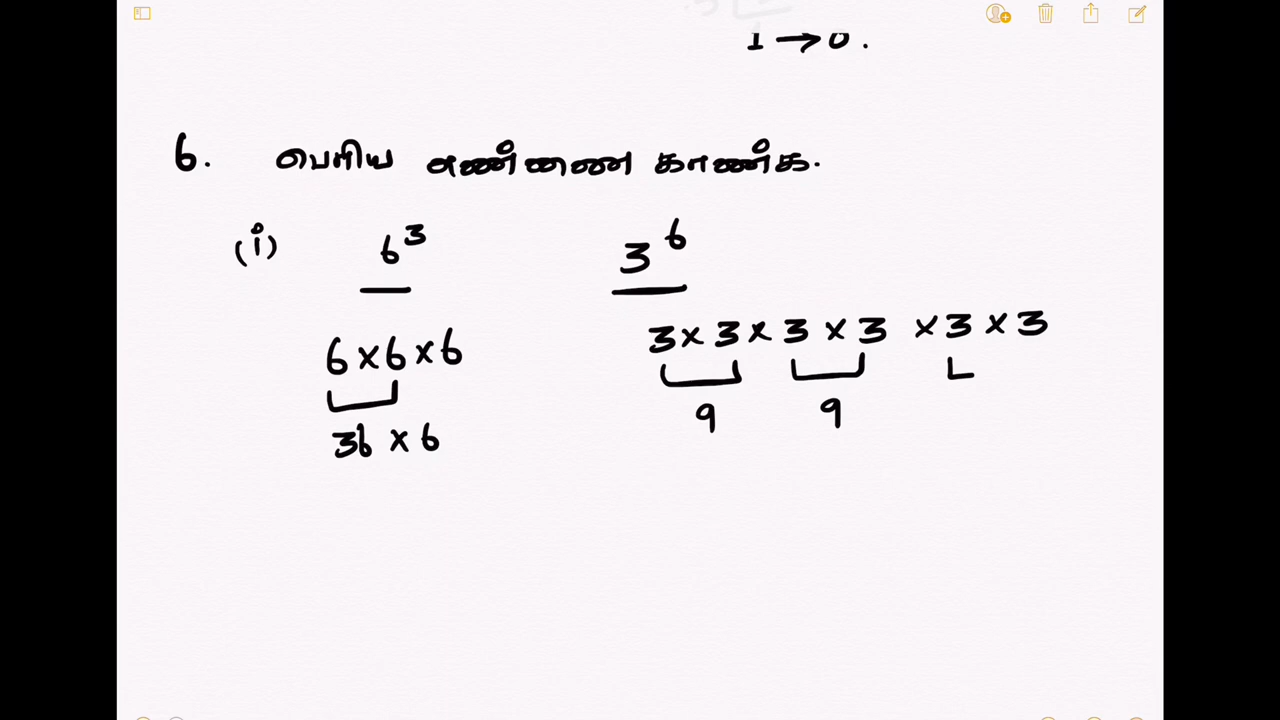 1 → 0.
6. பெரிய எண்ணை காண்க.
(i) 6³ 3⁶
6 × 6 × 6 3 × 3 × 3 × 3 × 3 × 3
36 × 6 9 9